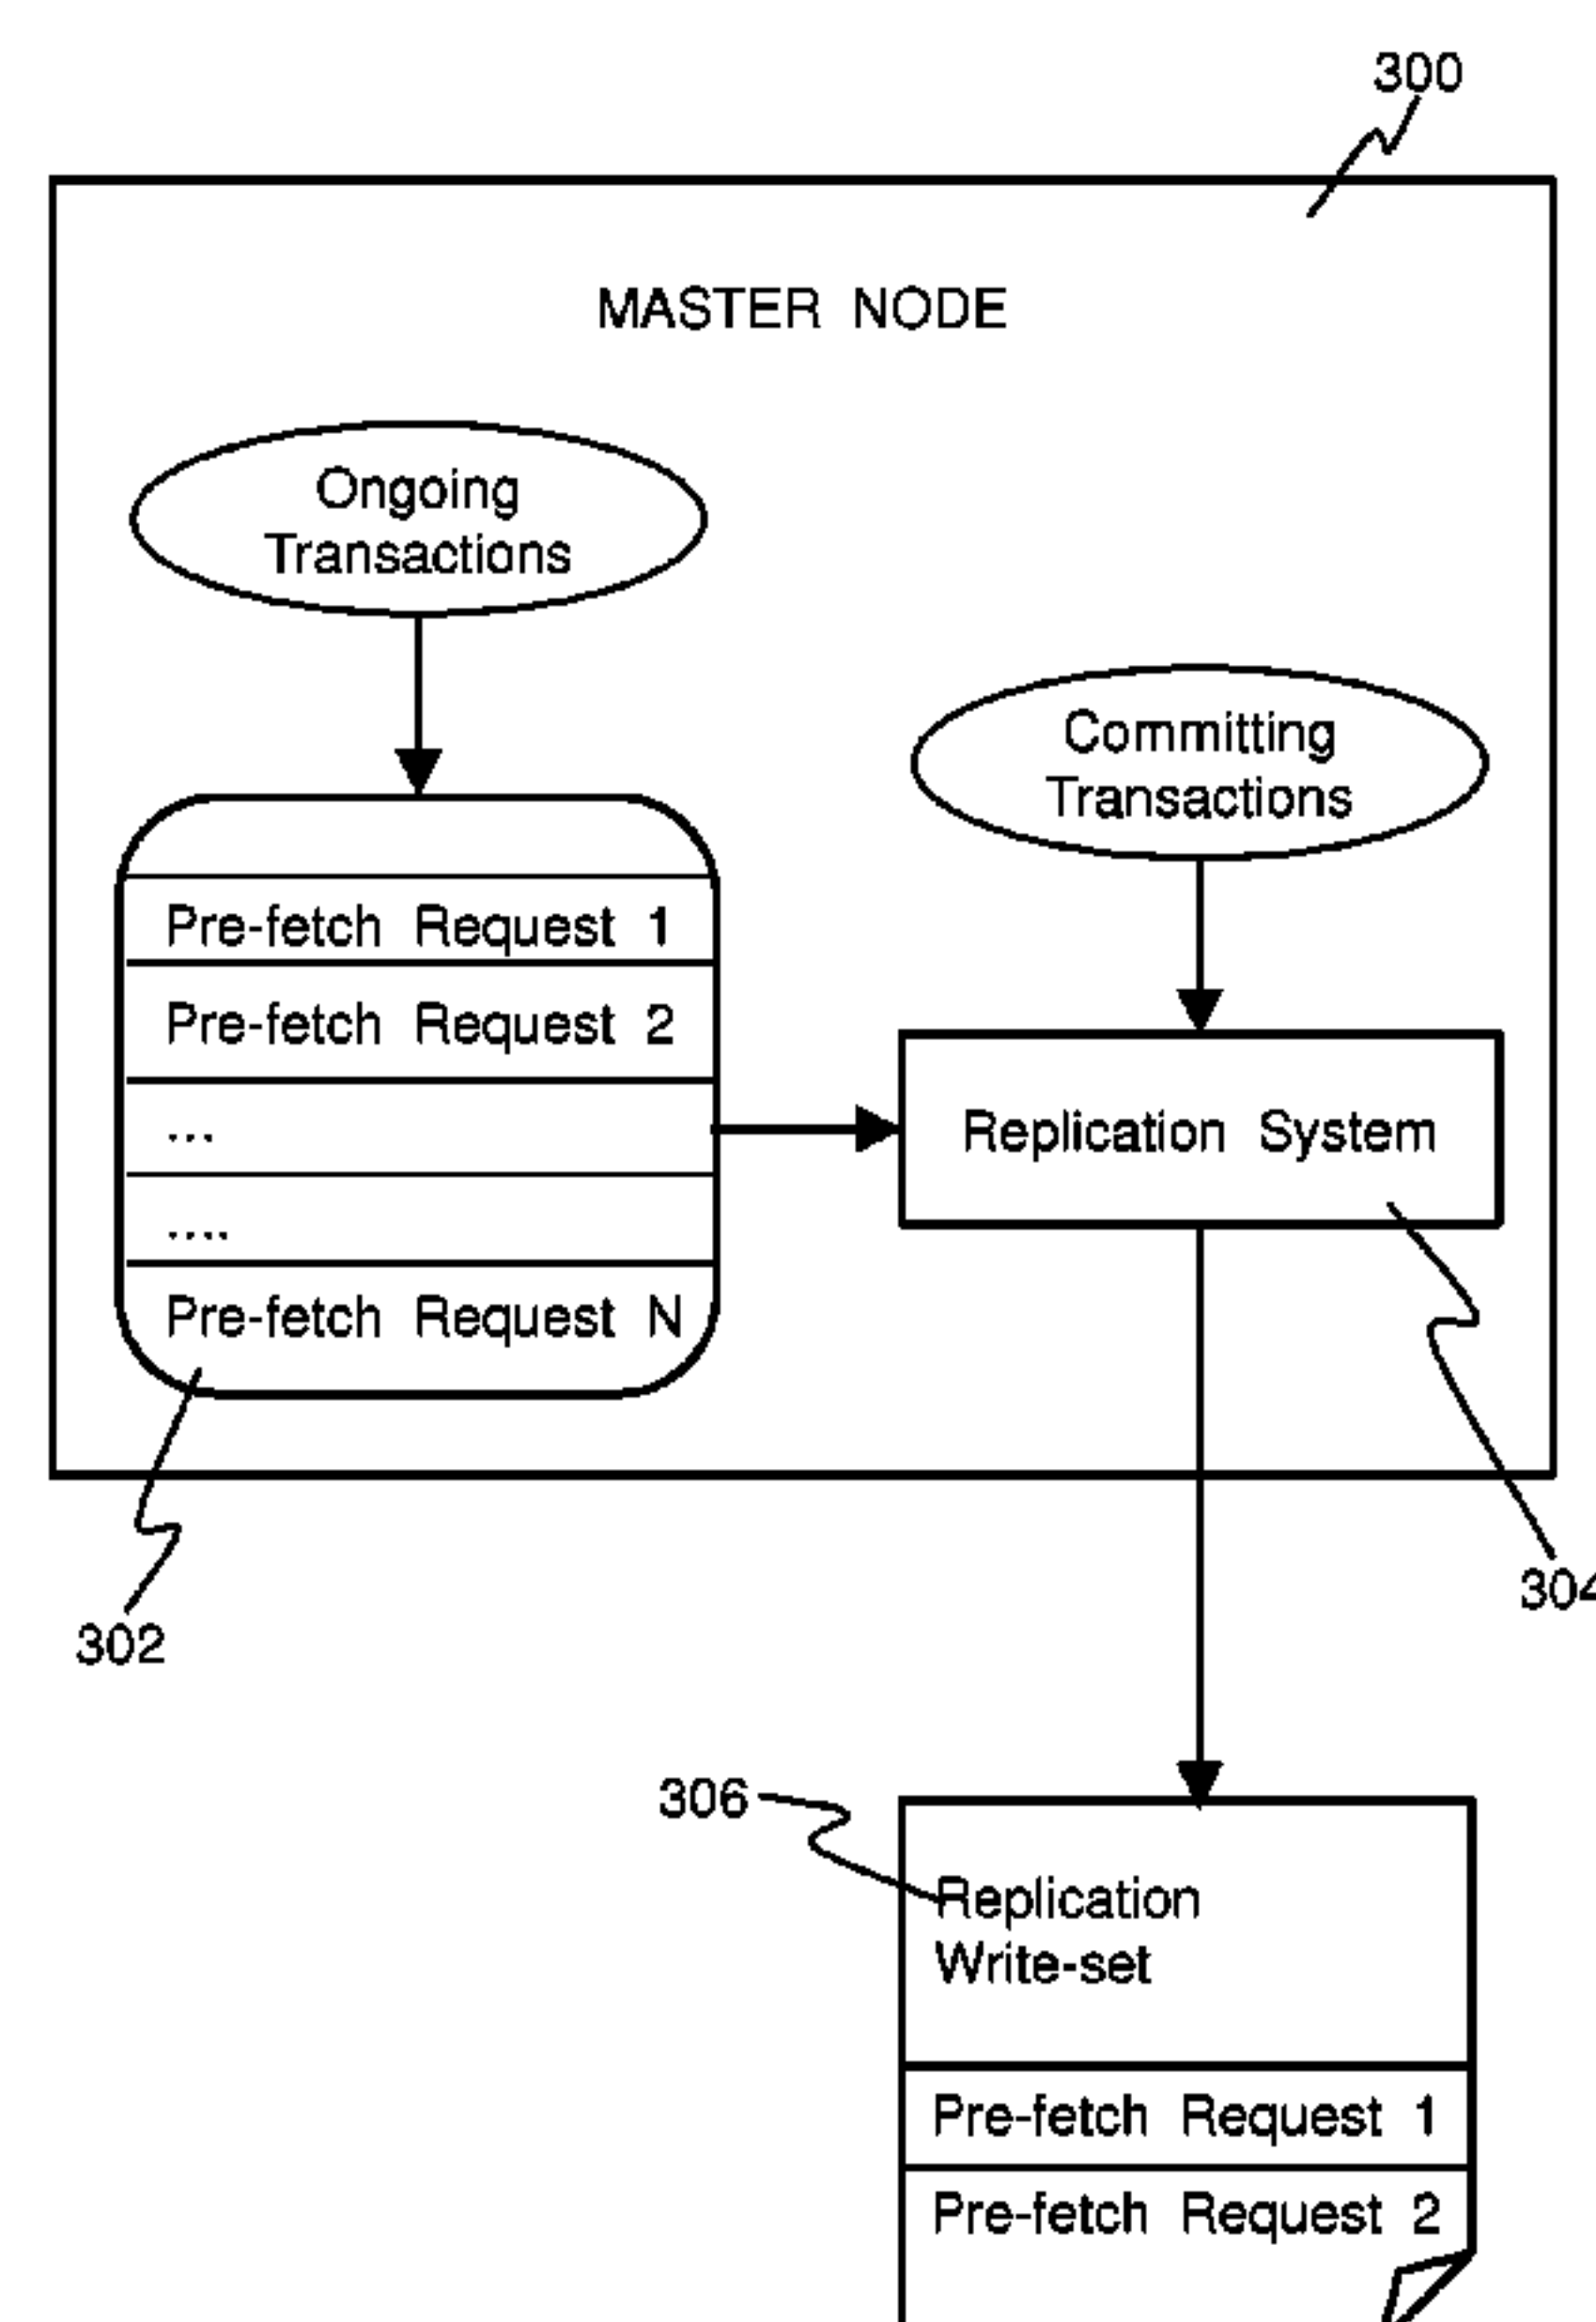 300
MASTER NODE
Ongoing
Transactions
Committing
Transactions
Pre-fetch Request 1
Pre-fetch Request 2
...
....
Pre-fetch Request N
Replication System
304
302
306
Replication
Write-set
Pre-fetch Request 1
Pre-fetch Request 2